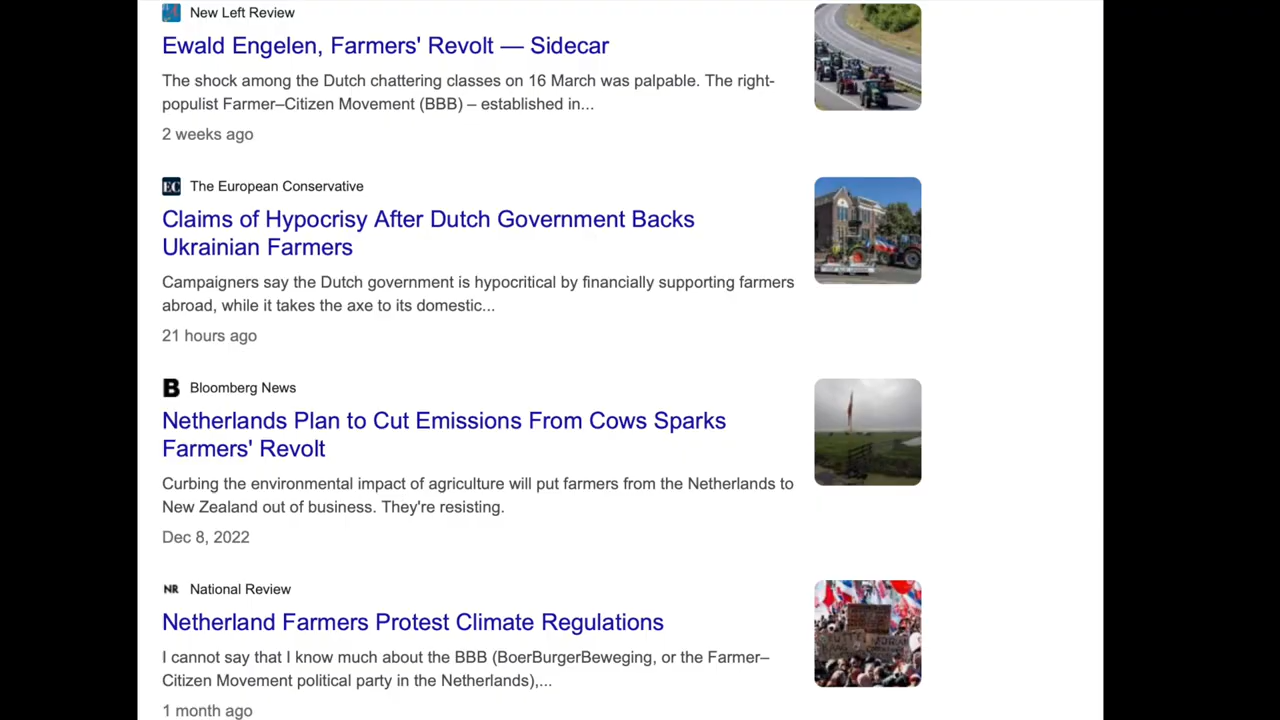 New Left Review
Ewald Engelen, Farmers' Revolt — Sidecar
The shock among the Dutch chattering classes on 16 March was palpable. The right-
populist Farmer–Citizen Movement (BBB) – established in...
2 weeks ago
EC The European Conservative
Claims of Hypocrisy After Dutch Government Backs
Ukrainian Farmers
Campaigners say the Dutch government is hypocritical by financially supporting farmers
abroad, while it takes the axe to its domestic...
21 hours ago
B Bloomberg News
Netherlands Plan to Cut Emissions From Cows Sparks
Farmers' Revolt
Curbing the environmental impact of agriculture will put farmers from the Netherlands to
New Zealand out of business. They're resisting.
Dec 8, 2022
NR National Review
Netherland Farmers Protest Climate Regulations
I cannot say that I know much about the BBB (BoerBurgerBeweging, or the Farmer–
Citizen Movement political party in the Netherlands),...
1 month ago